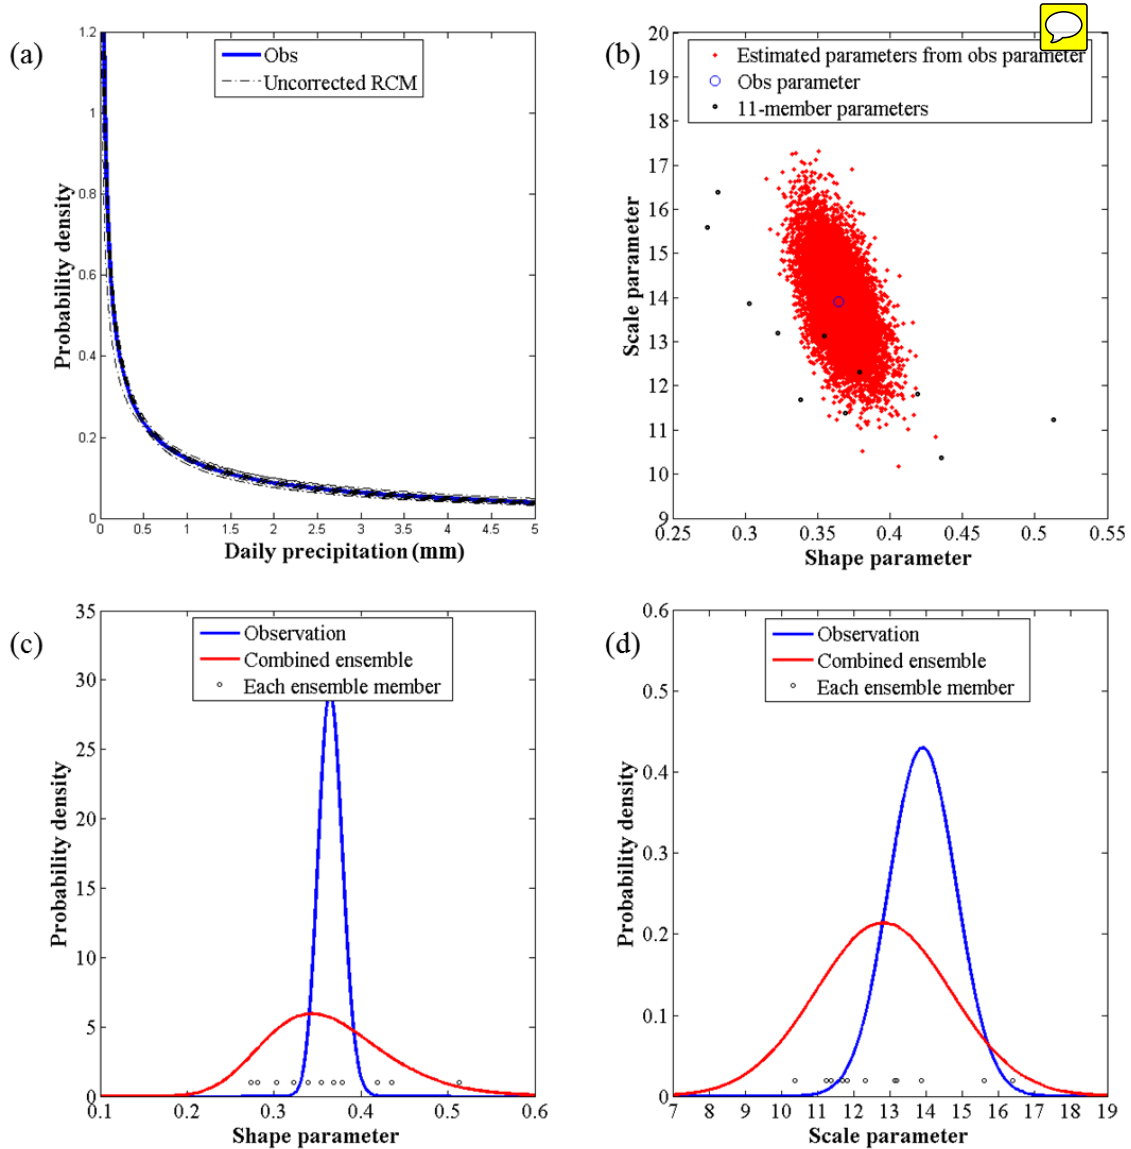 (a)
1.2
1
0.8
0.6
0.4
0.2
0
Probability density
Obs
Uncorrected RCM
0 0.5 1 1.5 2 2.5 3 3.5 4 4.5 5
Daily precipitation (mm)
(b)
20
19
18
17
16
15
14
13
12
11
10
9
Scale parameter
Estimated parameters from obs parameter
Obs parameter
11-member parameters
0.25 0.3 0.35 0.4 0.45 0.5 0.55
Shape parameter
(c)
35
30
25
20
15
10
5
0
Probability density
Observation
Combined ensemble
Each ensemble member
0.1 0.2 0.3 0.4 0.5 0.6
Shape parameter
(d)
0.6
0.5
0.4
0.3
0.2
0.1
0
Probability density
Observation
Combined ensemble
Each ensemble member
7 8 9 10 11 12 13 14 15 16 17 18 19
Scale parameter